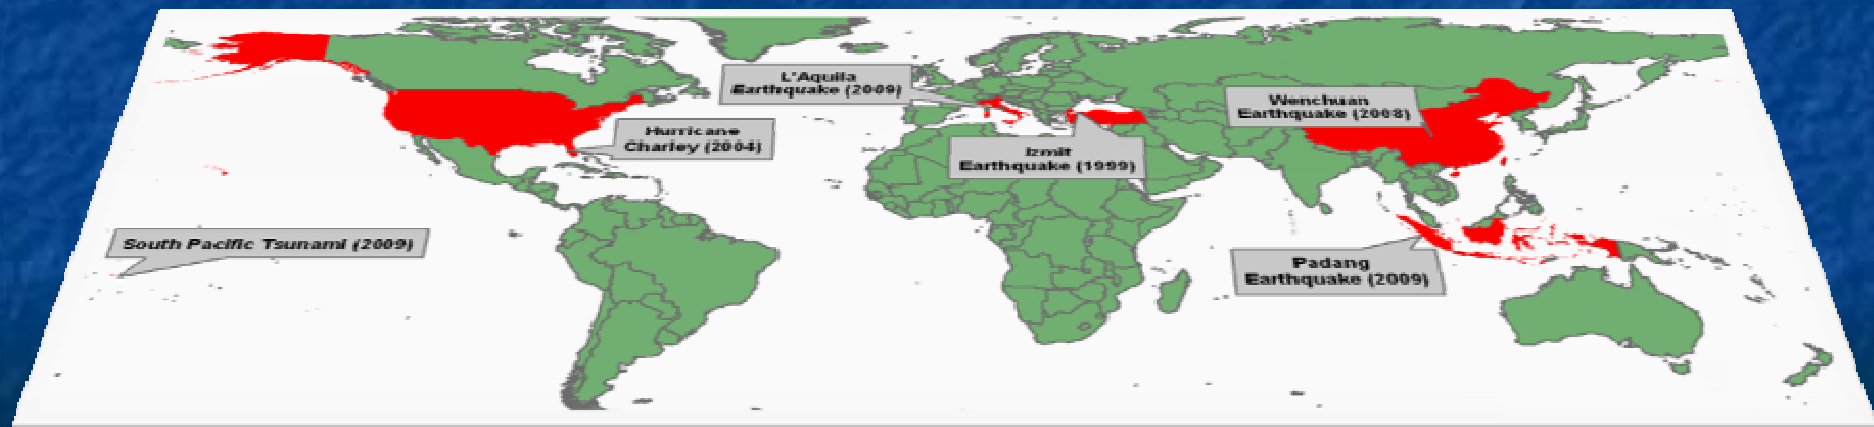 L'Aquila
Earthquake (2009)
Wenchuan
Earthquake (2008)
Hurricane
Charley (2004)
Izmit
Earthquake (1999)
South Pacific Tsunami (2009)
Padang
Earthquake (2009)